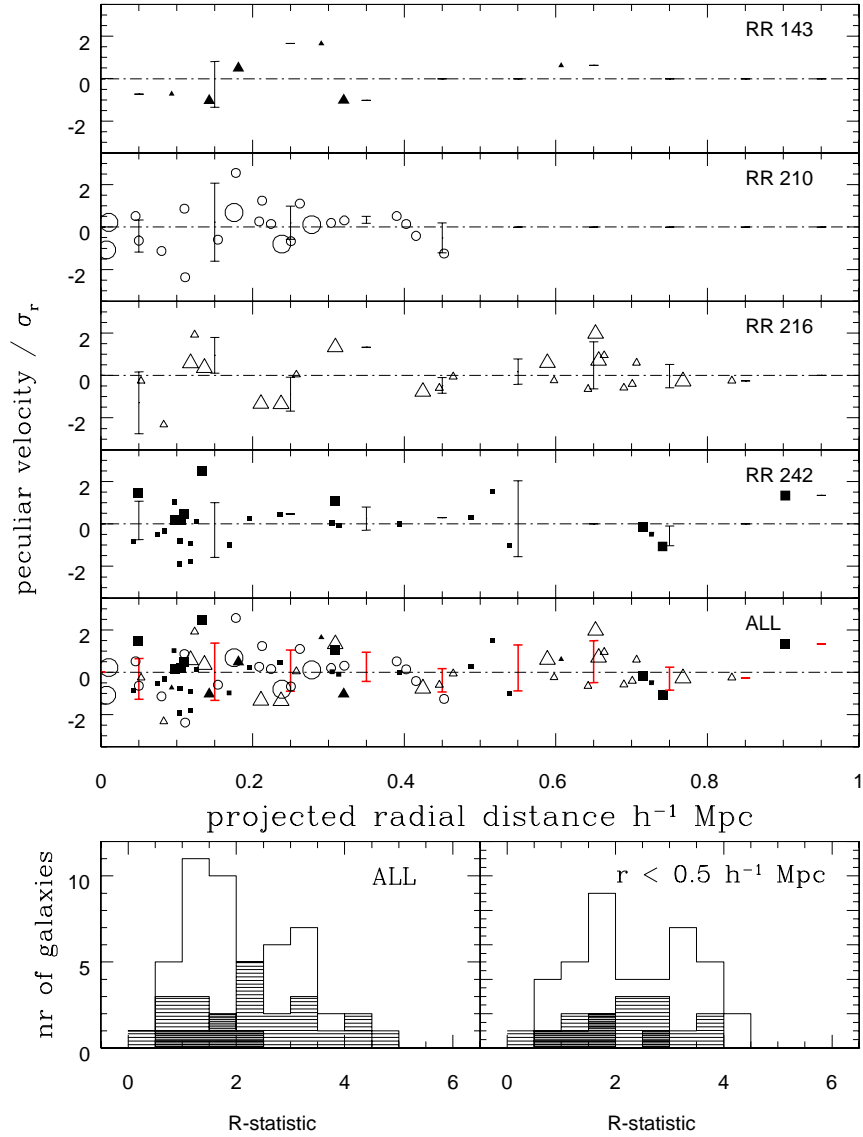 RR 143
2
0
-2
RR 210
2
0
-2
RR 216
2
0
-2
RR 242
2
0
-2
ALL
2
0
-2
peculiar velocity / σr
0 0.2 0.4 0.6 0.8 1
projected radial distance h⁻¹ Mpc
nr of galaxies
10
5
0
ALL
r < 0.5 h⁻¹ Mpc
0 2 4 6 0 2 4 6
R-statistic R-statistic